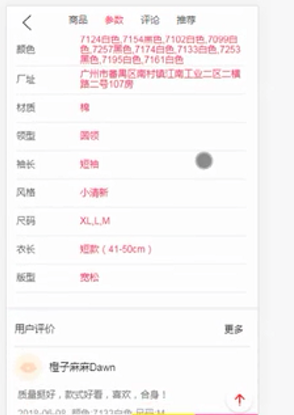 商品 参数 评论 推荐
颜色 7124白色,7154黑色,7102白色,7099白
色,7257黑色,7174白色,7133白色,7253
黑色,7195白色,7161白色
厂址 广州市番禺区南村镇江南工业二区二横
路二号107房
材质 棉
领型 圆领
袖长 短袖
风格 小清新
尺码 XL,L,M
衣长 短款（41-50cm）
版型 宽松
用户评价 更多
橙子麻麻Dawn
质量挺好，款式好看，喜欢，合身！
2018-06-08 颜色:7133白色 尺码:M